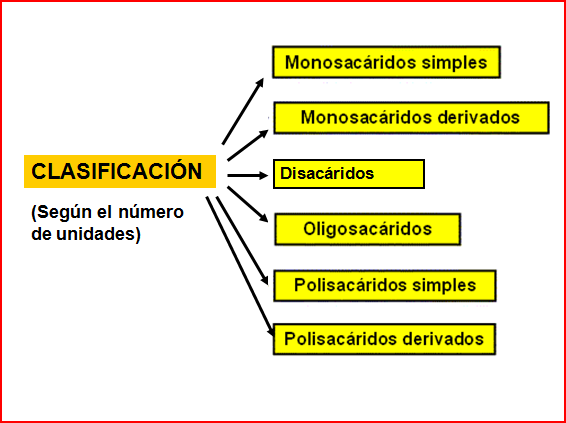 CLASIFICACIÓN
(Según el número
de unidades)
Monosacáridos simples
Monosacáridos derivados
Disacáridos
Oligosacáridos
Polisacáridos simples
Polisacáridos derivados